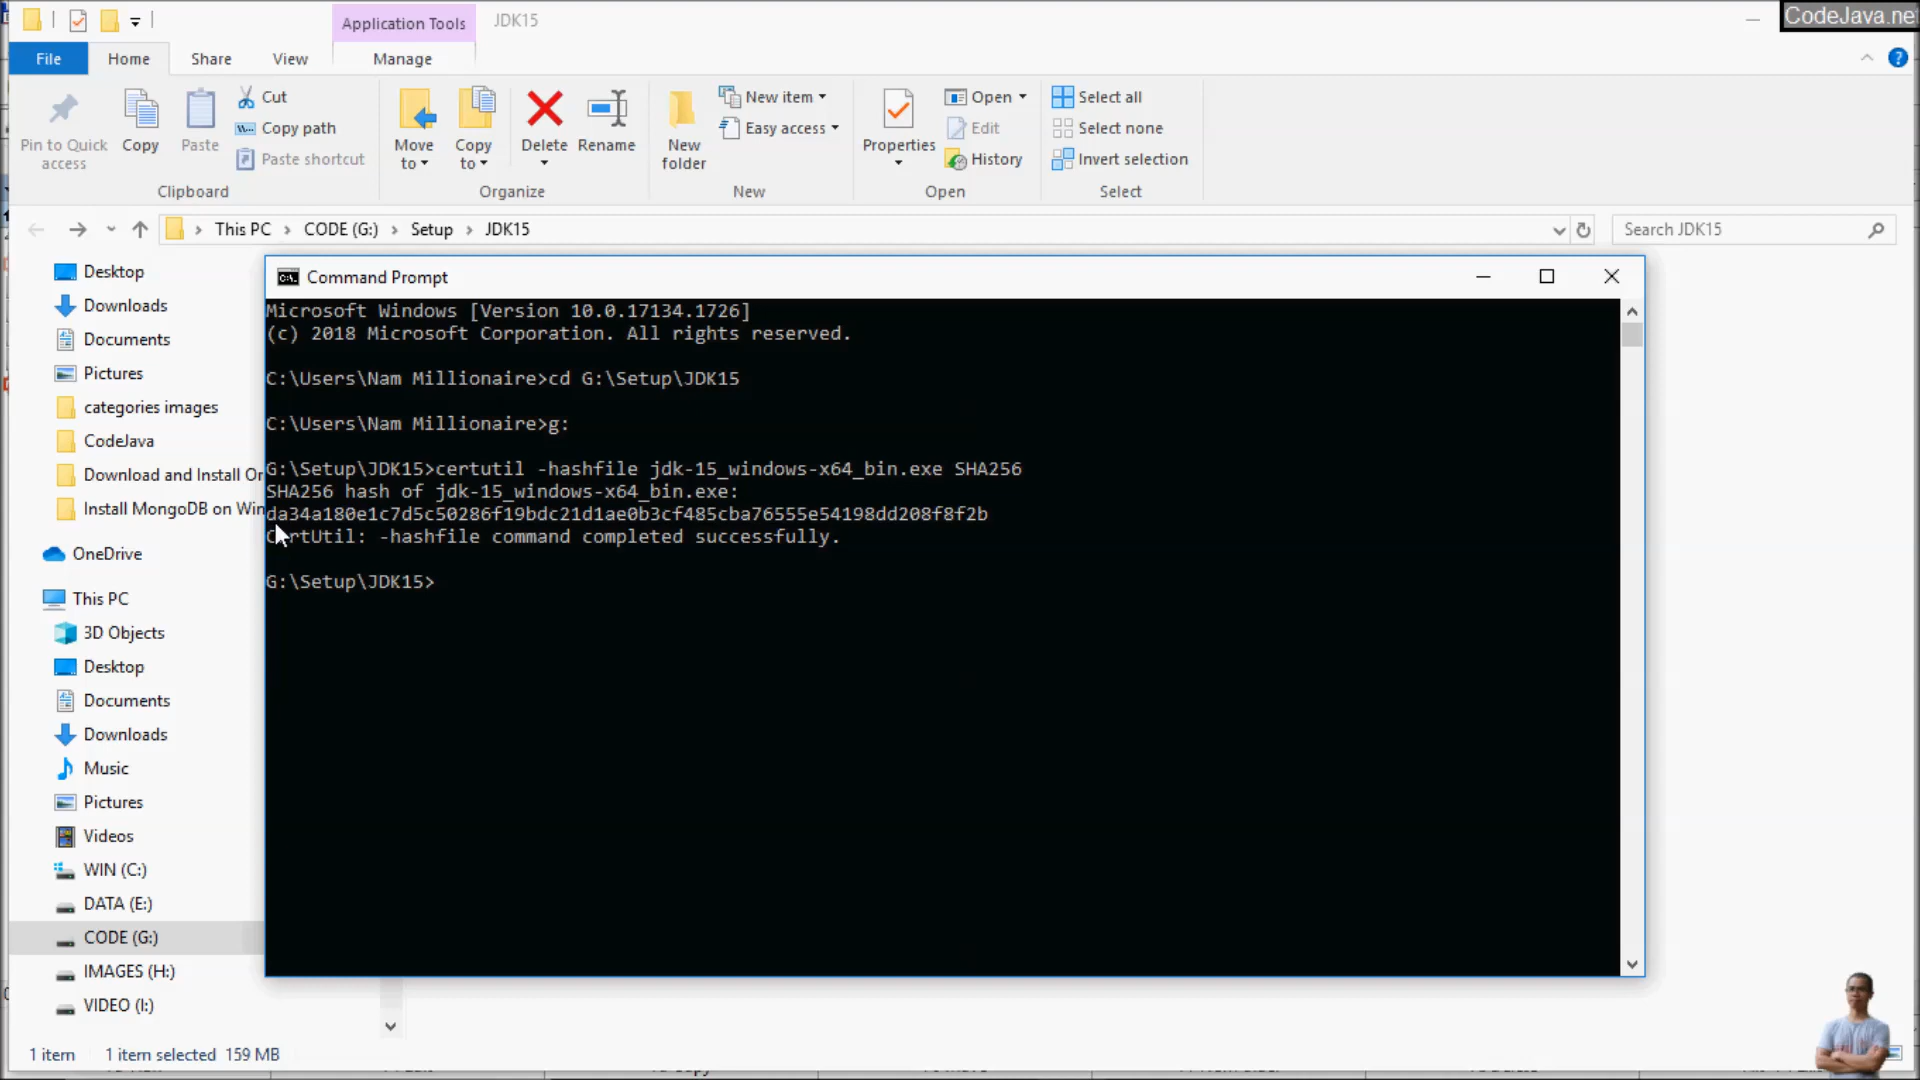 Application Tools
JDK15
CodeJava.net
File
Home
Share
View
Manage
Pin to Quick access
Copy
Paste
Cut
Copy path
Paste shortcut
Clipboard
Move to
Copy to
Delete
Rename
Organize
New folder
New item
Easy access
New
Properties
Open
Edit
History
Open
Select all
Select none
Invert selection
Select
This PC
CODE (G:)
Setup
JDK15
Search JDK15
Desktop
Downloads
Documents
Pictures
categories images
CodeJava
Download and Install Or
Install MongoDB on Win
OneDrive
This PC
3D Objects
Desktop
Documents
Downloads
Music
Pictures
Videos
WIN (C:)
DATA (E:)
CODE (G:)
IMAGES (H:)
VIDEO (I:)
1 item
1 item selected
159 MB
Command Prompt
Microsoft Windows [Version 10.0.17134.1726]
(c) 2018 Microsoft Corporation. All rights reserved.
C:\Users\Nam Millionaire>cd G:\Setup\JDK15
C:\Users\Nam Millionaire>g:
G:\Setup\JDK15>certutil -hashfile jdk-15_windows-x64_bin.exe SHA256
SHA256 hash of jdk-15_windows-x64_bin.exe:
da34a180e1c7d5c50286f19bdc21d1ae0b3cf485cba76555e54198dd208f8f2b
CertUtil: -hashfile command completed successfully.
G:\Setup\JDK15>